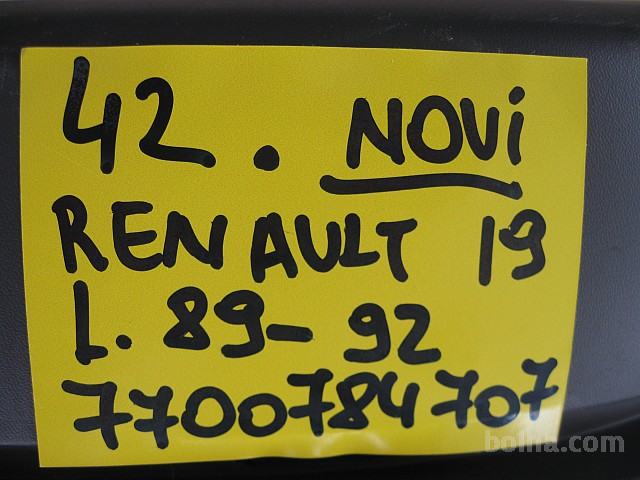 42. NOVi
RENAULT 19
L. 89-92
7700784707
bolha.com